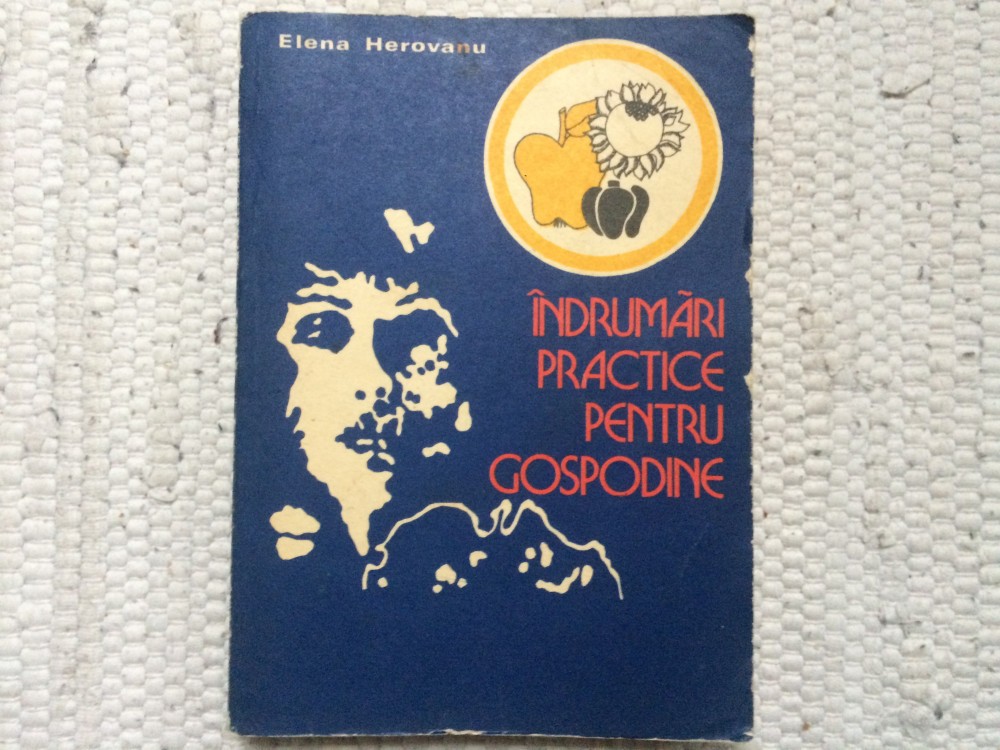 Elena Herovanu
ÎNDRUMĂRI
PRACTICE
PENTRU
GOSPODINE